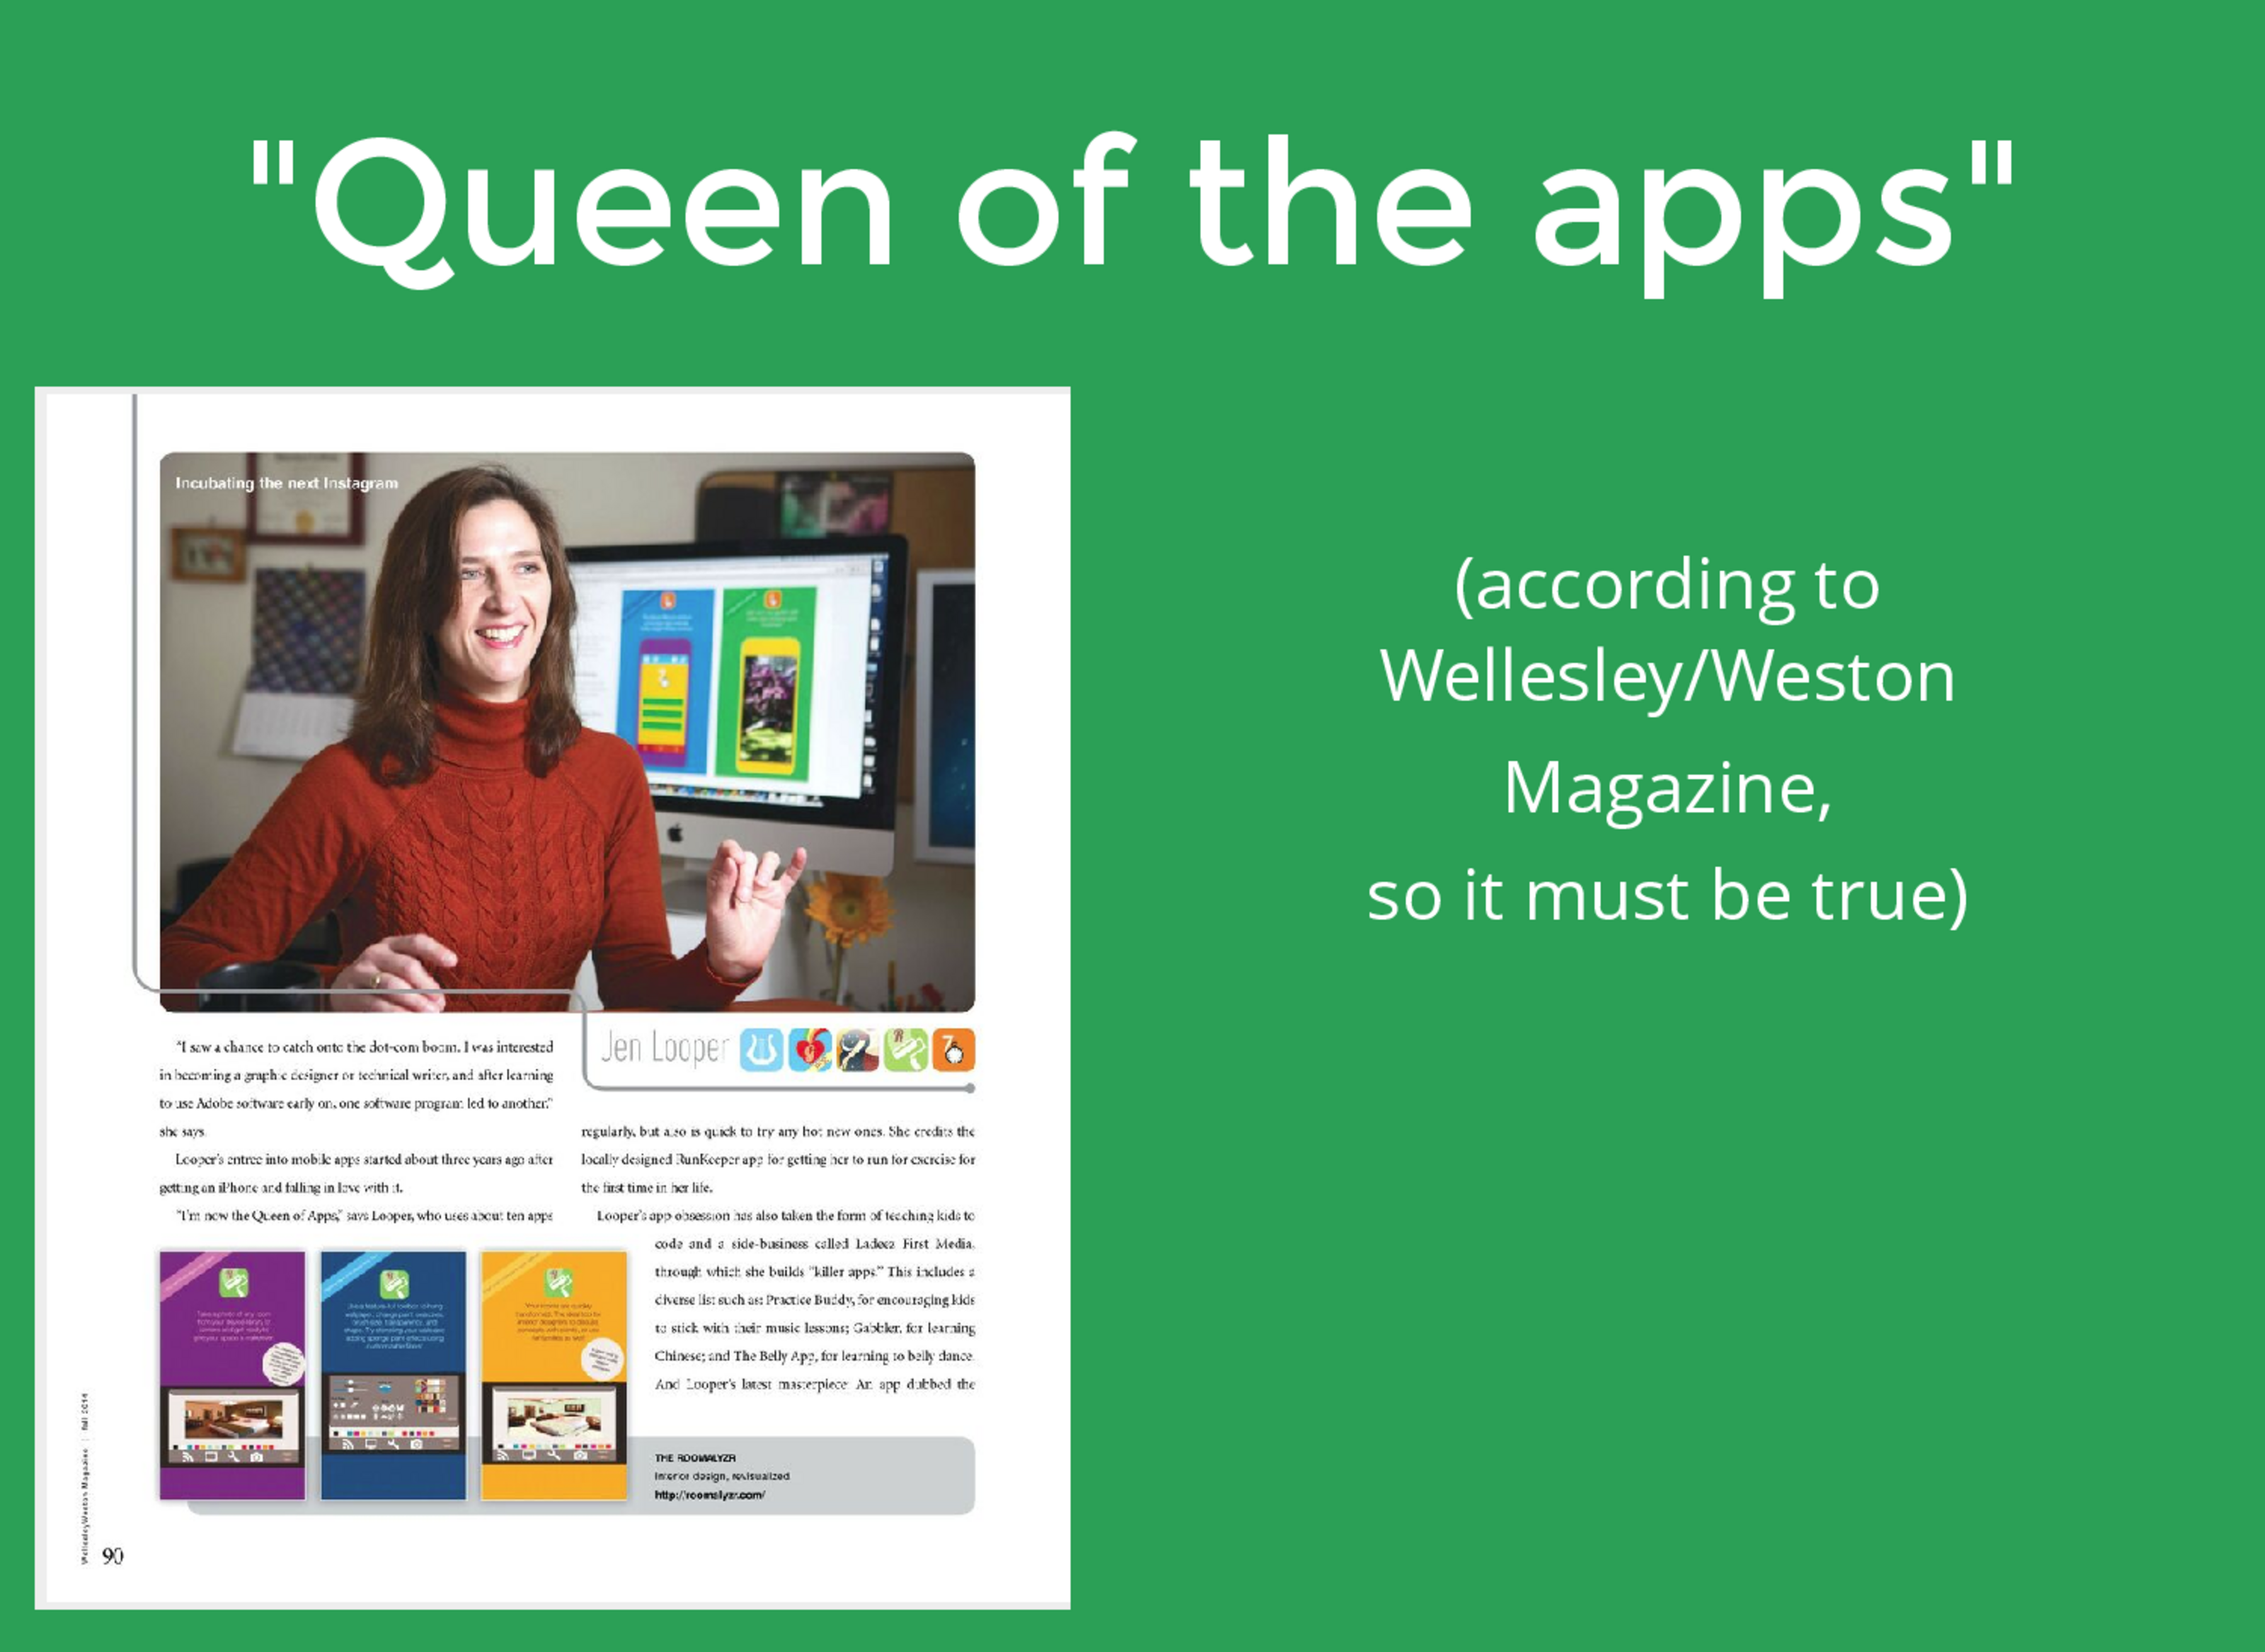 "Queen of the apps"
(according to
Wellesley/Weston
Magazine,
so it must be true)
Incubating the next Instagram
Jen Looper
"I saw a chance to catch onto the dot-com boom. I was interested
in becoming a graphic designer or technical writer, and after learning
to use Adobe software early on, one software program led to another."
she says.
Looper's entree into mobile apps started about three years ago after
getting an iPhone and falling in love with it.
"I'm now the Queen of Apps," says Looper, who uses about ten apps
regularly, but also is quick to try any hot new ones. She credits the
locally designed RunKeeper app for getting her to run for exercise for
the first time in her life.
Looper's app obsession has also taken the form of teaching kids to
code and a side-business called Ladeez First Media,
through which she builds "killer apps." This includes a
diverse list such as: Practice Buddy, for encouraging kids
to stick with their music lessons; Gabbler, for learning
Chinese; and The Belly App, for learning to belly dance.
And Looper's latest masterpiece: An app dubbed the
THE ROOMALYZR
Interior design, revisualized
http://roomalyzr.com/
WellesleyWeston Magazine | fall 2014
90